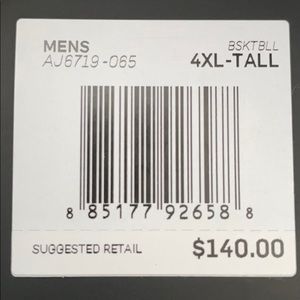 MENS BSKTBLL
AJ6719-065 4XL-TALL
8 85177 92658 8
SUGGESTED RETAIL $140.00